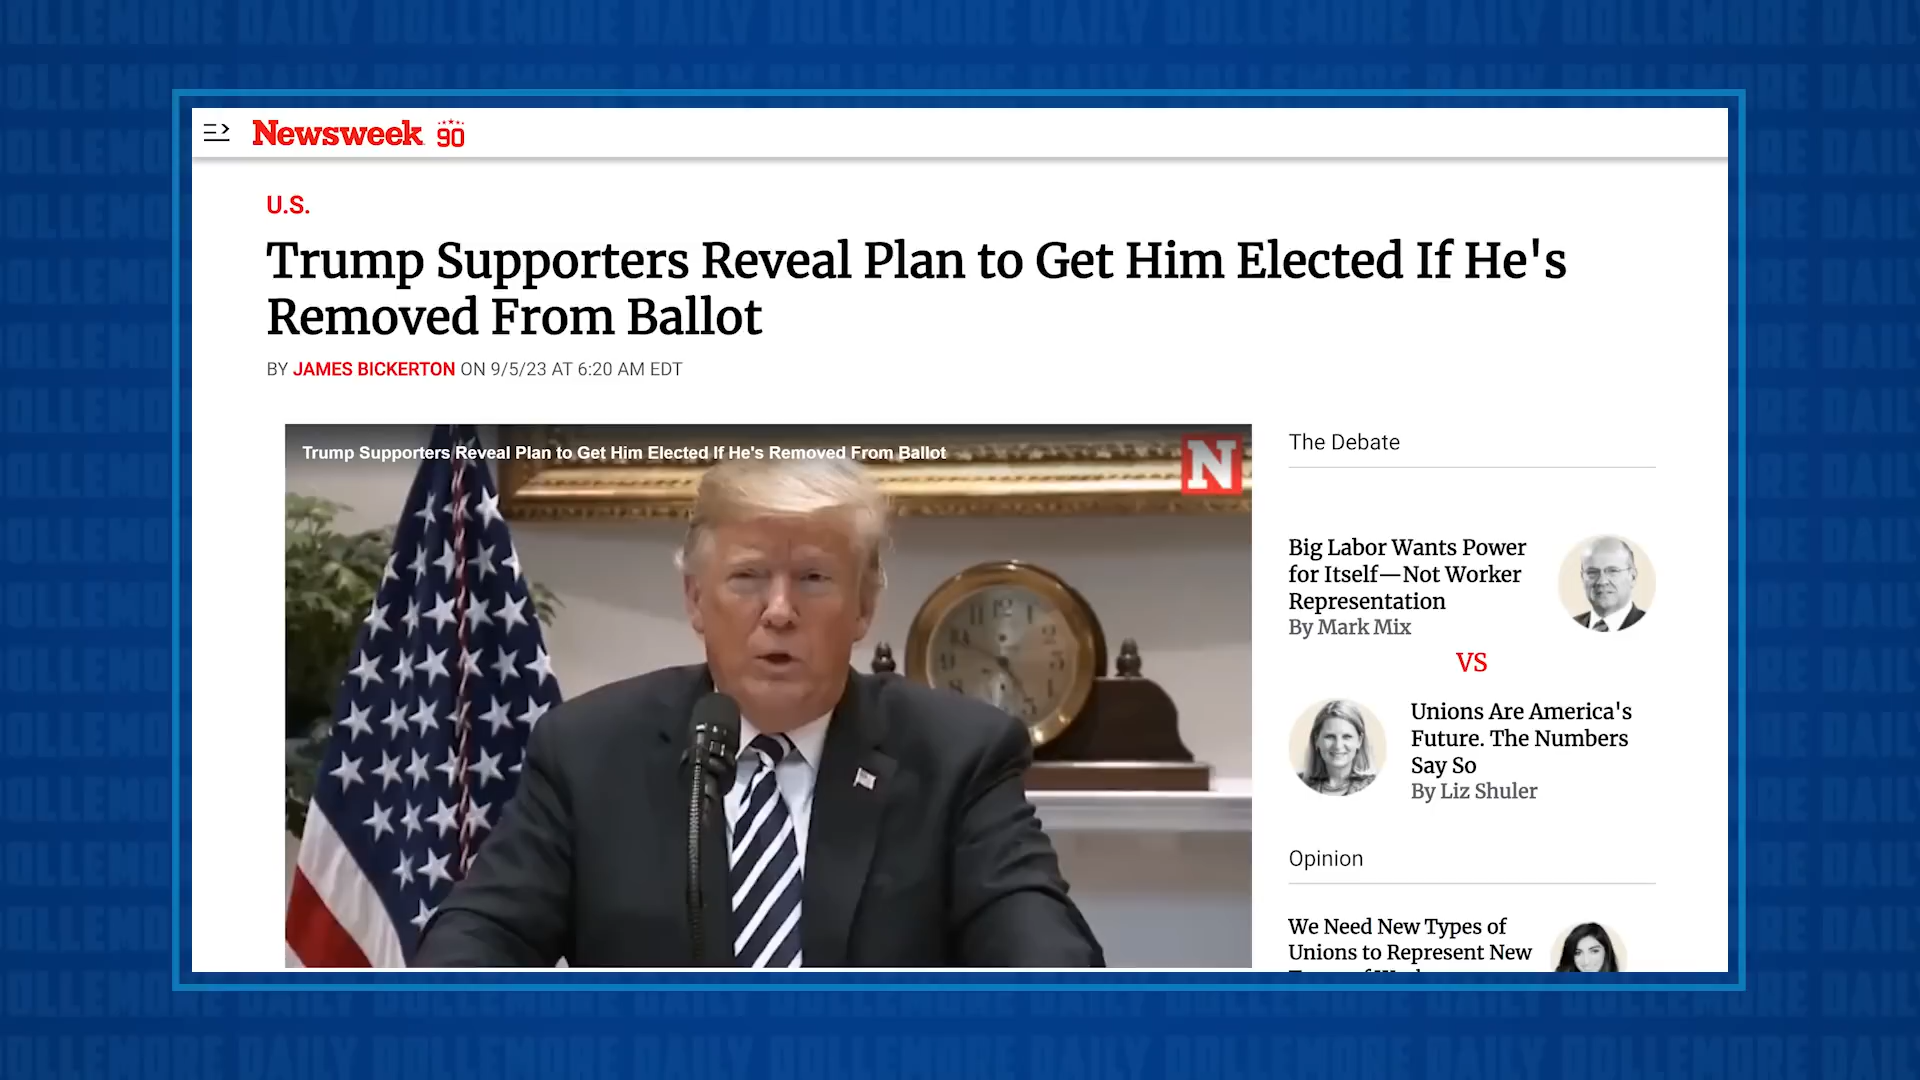 DOLLEMORE DAILY
Newsweek 90
U.S.
Trump Supporters Reveal Plan to Get Him Elected If He's
Removed From Ballot
BY JAMES BICKERTON ON 9/5/23 AT 6:20 AM EDT
Trump Supporters Reveal Plan to Get Him Elected If He's Removed From Ballot
N
The Debate
Big Labor Wants Power
for Itself—Not Worker
Representation
By Mark Mix
VS
Unions Are America's
Future. The Numbers
Say So
By Liz Shuler
Opinion
We Need New Types of
Unions to Represent New